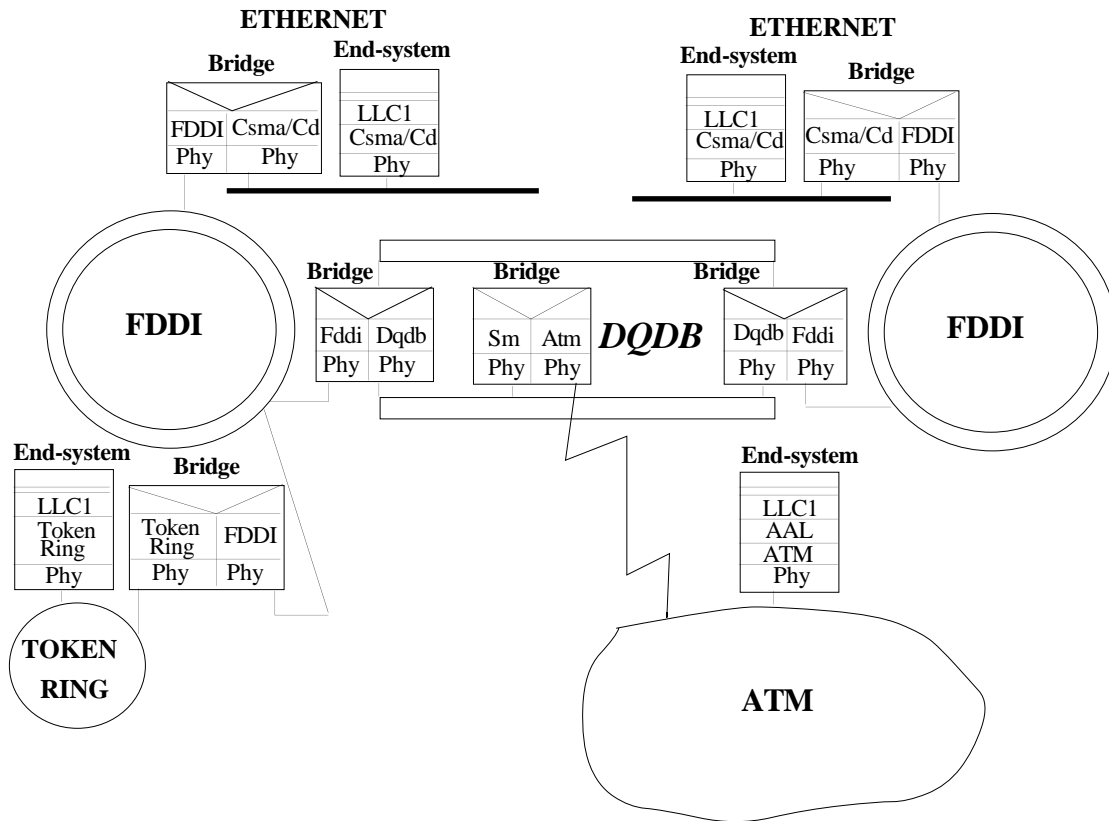 ETHERNET
End-system
Bridge
LLC1
FDDI Csma/Cd
Csma/Cd
Phy Phy
Phy
ETHERNET
End-system
Bridge
LLC1
Csma/Cd
Phy
Csma/Cd FDDI
Phy Phy
FDDI
Bridge
Fddi Dqdb
Phy Phy
Bridge
Sm Atm
Phy Phy
DQDB
Bridge
Dqdb Fddi
Phy Phy
FDDI
End-system
LLC1
Token
Ring
Phy
Bridge
Token
Ring
FDDI
Phy Phy
TOKEN
RING
End-system
LLC1
AAL
ATM
Phy
ATM